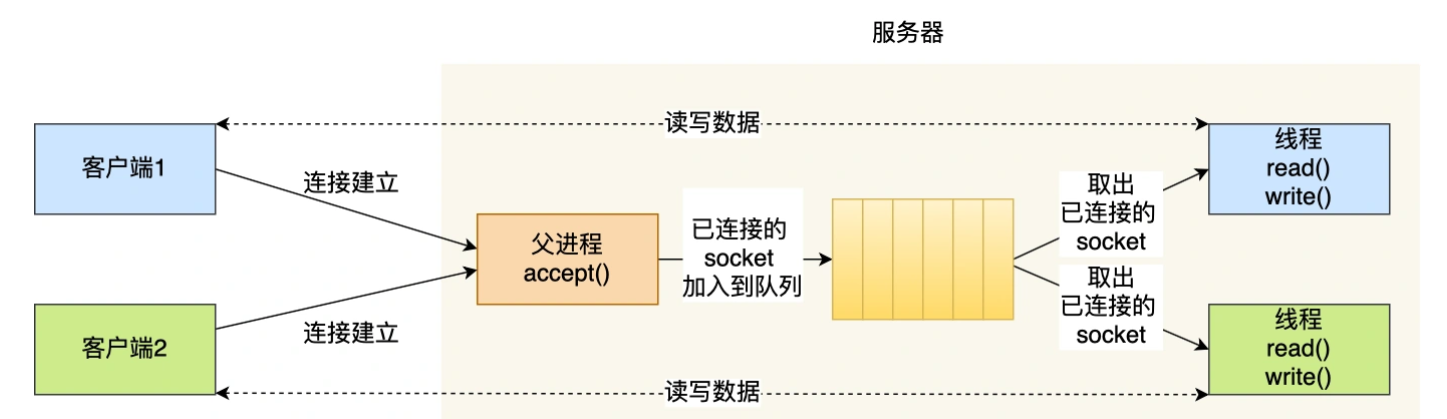 服务器
读写数据
客户端1
连接建立
线程
read()
write()
取出
已连接的
socket
父进程
accept()
已连接的
socket
加入到队列
取出
已连接的
socket
客户端2
连接建立
线程
read()
write()
读写数据